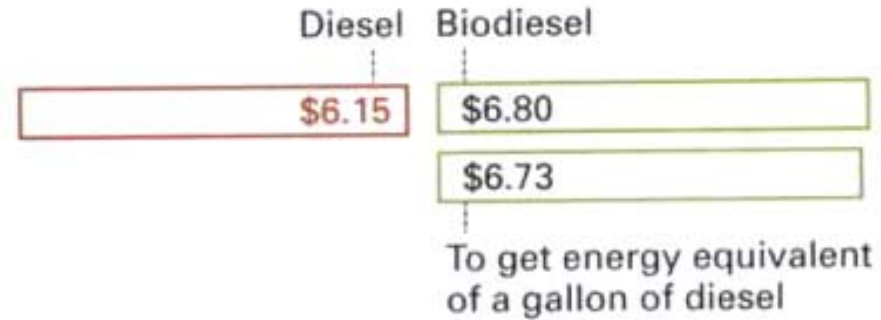 Diesel Biodiesel
$6.15 $6.80
$6.73
To get energy equivalent
of a gallon of diesel